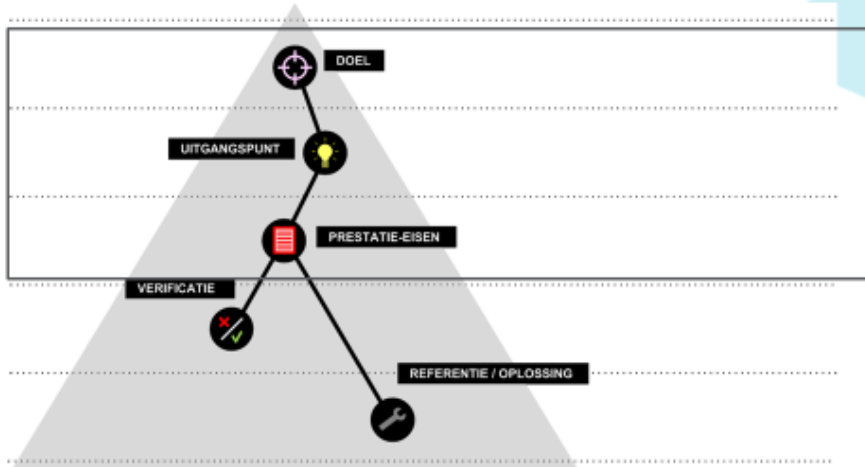 DOEL
UITGANGSPUNT
PRESTATIE-EISEN
VERIFICATIE
REFERENTIE / OPLOSSING